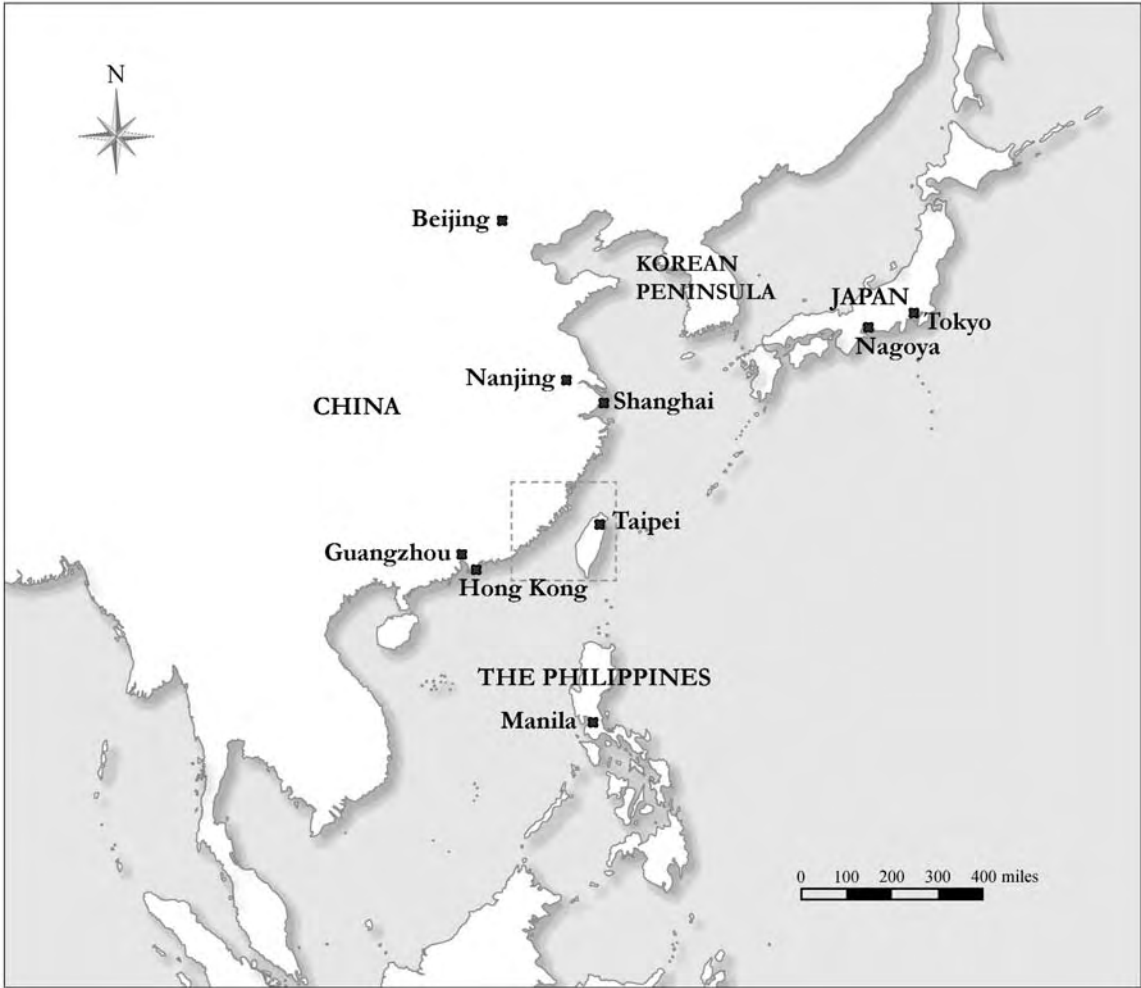 N
Beijing
KOREAN
PENINSULA
JAPAN
Tokyo
Nagoya
Nanjing
Shanghai
CHINA
Taipei
Guangzhou
Hong Kong
THE PHILIPPINES
Manila
0 100 200 300 400 miles